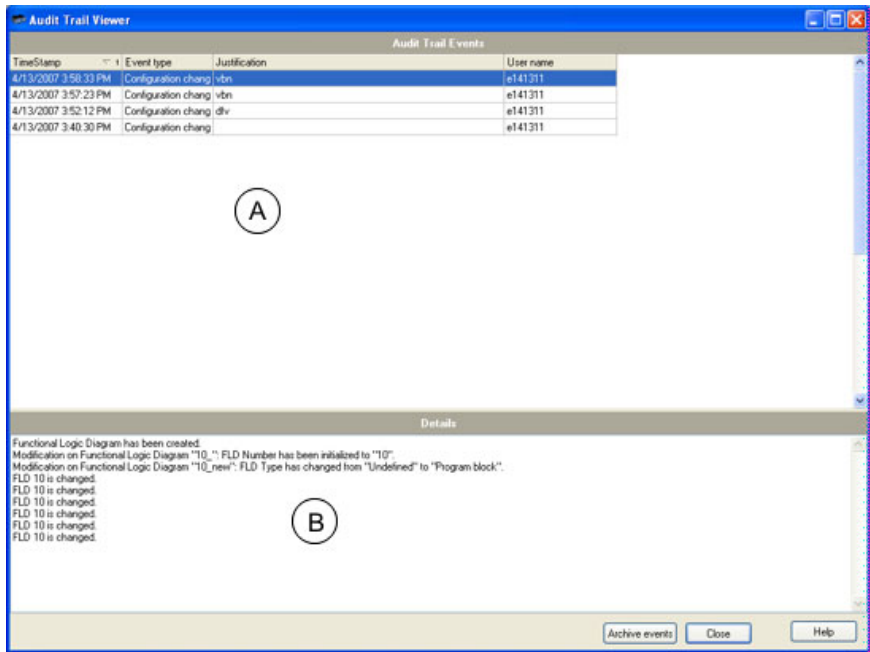 Audit Trail Viewer
Audit Trail Events
TimeStamp 1 Event type Justification User name
4/13/2007 3:58:33 PM Configuration chang vbn e141311
4/13/2007 3:57:23 PM Configuration chang vbn e141311
4/13/2007 3:52:12 PM Configuration chang dfv e141311
4/13/2007 3:40:30 PM Configuration chang e141311
A
Details
Functional Logic Diagram has been created.
Modification on Functional Logic Diagram "10_": FLD Number has been initialized to "10".
Modification on Functional Logic Diagram "10_new": FLD Type has changed from "Undefined" to "Program block".
FLD 10 is changed.
FLD 10 is changed.
FLD 10 is changed.
FLD 10 is changed.
FLD 10 is changed.
FLD 10 is changed.
B
Archive events Close Help